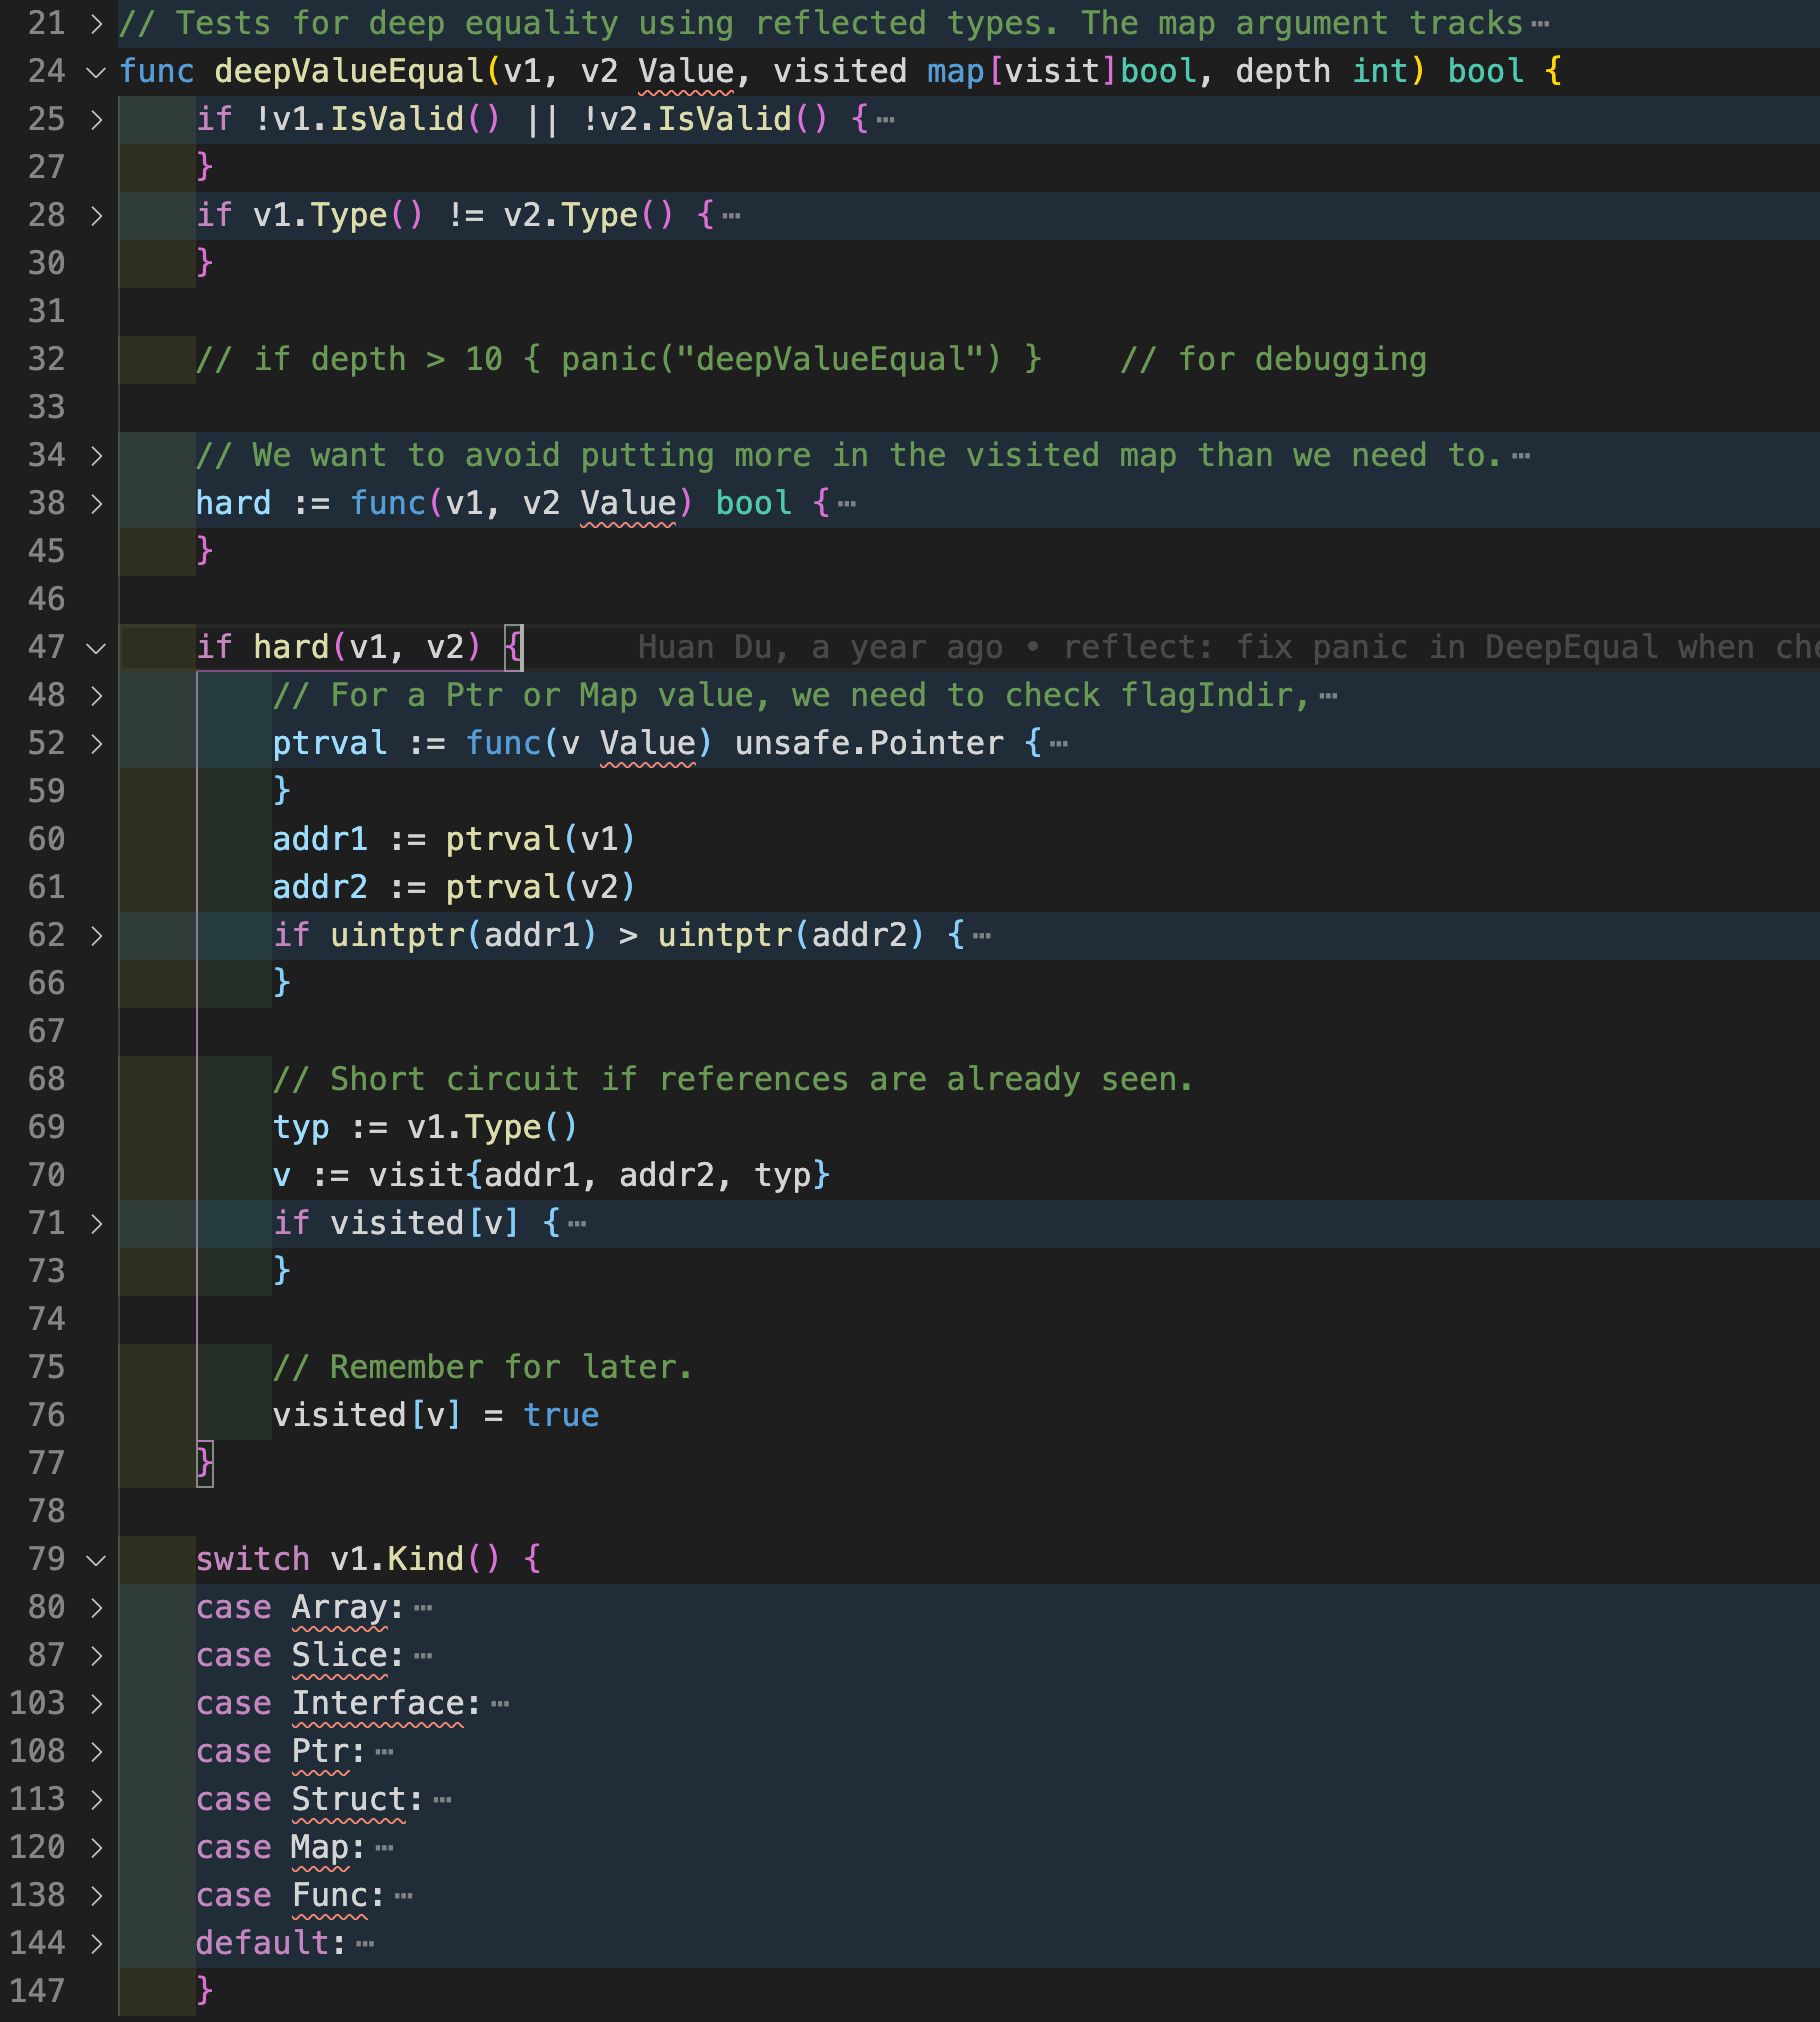 21 // Tests for deep equality using reflected types. The map argument tracks⋯
24 func deepValueEqual(v1, v2 Value, visited map[visit]bool, depth int) bool {
25 if !v1.IsValid() || !v2.IsValid() {⋯
27 }
28 if v1.Type() != v2.Type() {⋯
30 }
31
32 // if depth > 10 { panic("deepValueEqual") }    // for debugging
33
34 // We want to avoid putting more in the visited map than we need to.⋯
38 hard := func(v1, v2 Value) bool {⋯
45 }
46
47 if hard(v1, v2) {      Huan Du, a year ago • reflect: fix panic in DeepEqual when che
48 // For a Ptr or Map value, we need to check flagIndir,⋯
52 ptrval := func(v Value) unsafe.Pointer {⋯
59 }
60 addr1 := ptrval(v1)
61 addr2 := ptrval(v2)
62 if uintptr(addr1) > uintptr(addr2) {⋯
66 }
67
68 // Short circuit if references are already seen.
69 typ := v1.Type()
70 v := visit{addr1, addr2, typ}
71 if visited[v] {⋯
73 }
74
75 // Remember for later.
76 visited[v] = true
77 }
78
79 switch v1.Kind() {
80 case Array:⋯
87 case Slice:⋯
103 case Interface:⋯
108 case Ptr:⋯
113 case Struct:⋯
120 case Map:⋯
138 case Func:⋯
144 default:⋯
147 }